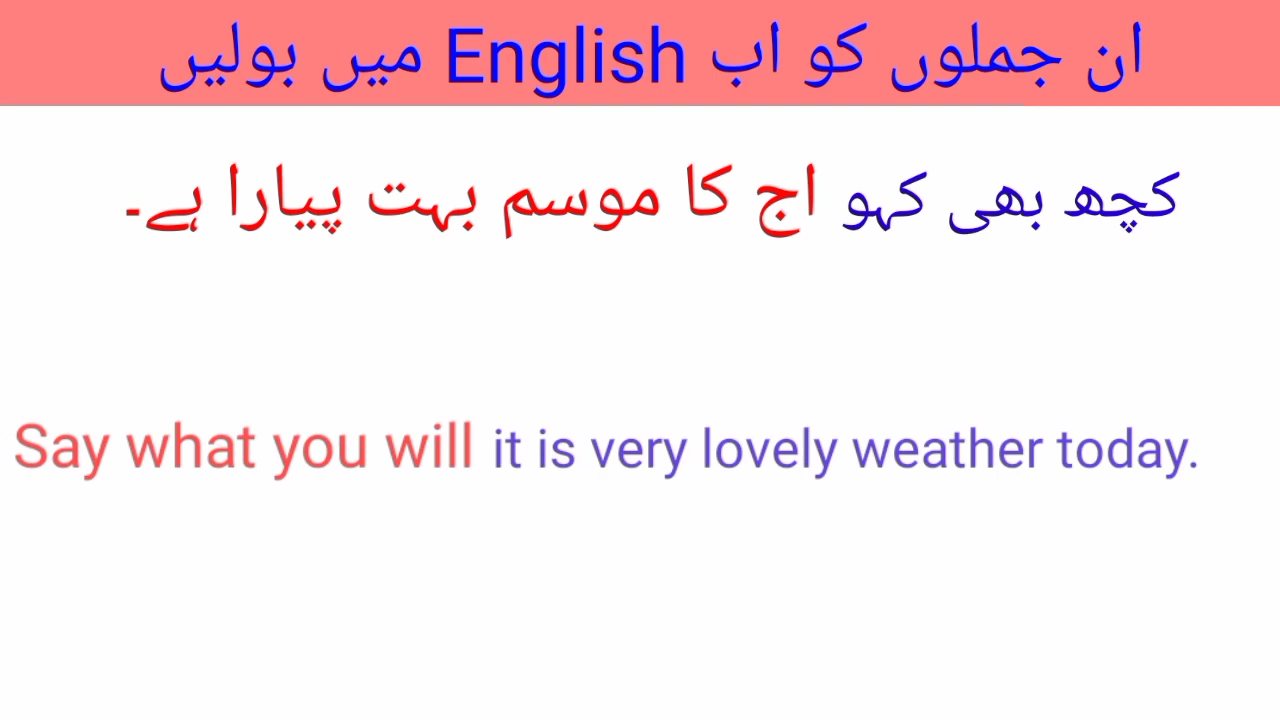 ان جملوں کو اب English میں بولیں
کچھ بھی کہو اج کا موسم بہت پیارا ہے۔
Say what you will it is very lovely weather today.